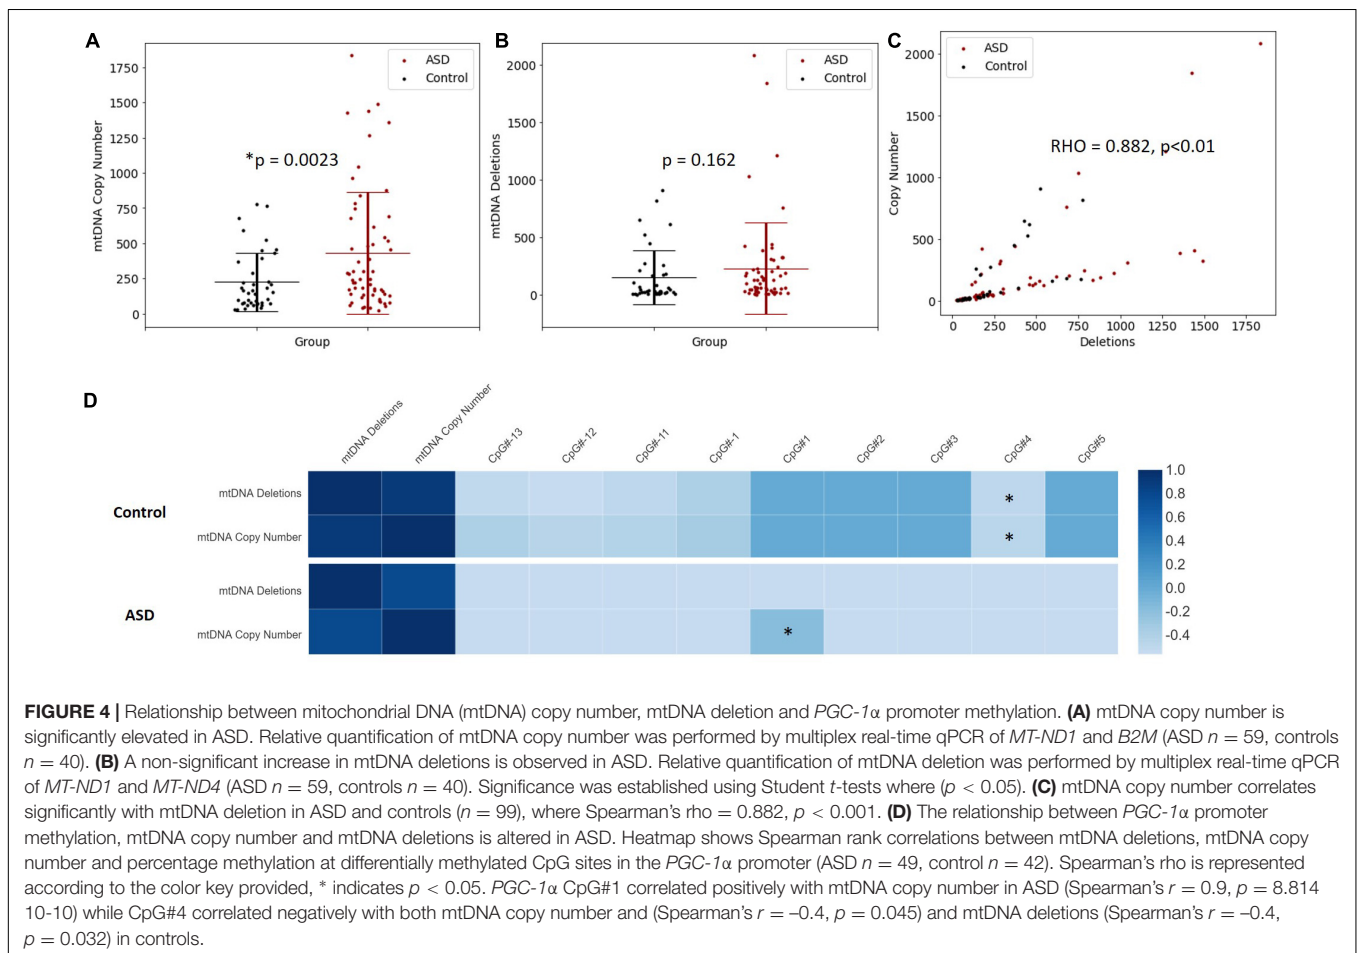 A
ASD
Control
1750
1500
1250
1000
750
500
250
0
mtDNA Copy Number
*p = 0.0023
Group
B
ASD
Control
2000
1500
1000
500
0
mtDNA Deletions
p = 0.162
Group
C
ASD
Control
2000
1500
1000
500
0
Copy Number
RHO = 0.882, p<0.01
0 250 500 750 1000 1250 1500 1750
Deletions
D
mtDNA Deletions
mtDNA Copy Number
CpG#-13
CpG#-12
CpG#-11
CpG#-1
CpG#1
CpG#2
CpG#3
CpG#4
CpG#5
Control
mtDNA Deletions
*
mtDNA Copy Number
*
ASD
mtDNA Deletions
mtDNA Copy Number
*
1.0
0.8
0.6
0.4
0.2
0.0
-0.2
-0.4
FIGURE 4 | Relationship between mitochondrial DNA (mtDNA) copy number, mtDNA deletion and PGC-1α promoter methylation. (A) mtDNA copy number is
significantly elevated in ASD. Relative quantification of mtDNA copy number was performed by multiplex real-time qPCR of MT-ND1 and B2M (ASD n = 59, controls
n = 40). (B) A non-significant increase in mtDNA deletions is observed in ASD. Relative quantification of mtDNA deletion was performed by multiplex real-time qPCR
of MT-ND1 and MT-ND4 (ASD n = 59, controls n = 40). Significance was established using Student t-tests where (p < 0.05). (C) mtDNA copy number correlates
significantly with mtDNA deletion in ASD and controls (n = 99), where Spearman's rho = 0.882, p < 0.001. (D) The relationship between PGC-1α promoter
methylation, mtDNA copy number and mtDNA deletions is altered in ASD. Heatmap shows Spearman rank correlations between mtDNA deletions, mtDNA copy
number and percentage methylation at differentially methylated CpG sites in the PGC-1α promoter (ASD n = 49, control n = 42). Spearman's rho is represented
according to the color key provided, * indicates p < 0.05. PGC-1α CpG#1 correlated positively with mtDNA copy number in ASD (Spearman's r = 0.9, p = 8.814
10-10) while CpG#4 correlated negatively with both mtDNA copy number and (Spearman's r = –0.4, p = 0.045) and mtDNA deletions (Spearman's r = –0.4,
p = 0.032) in controls.